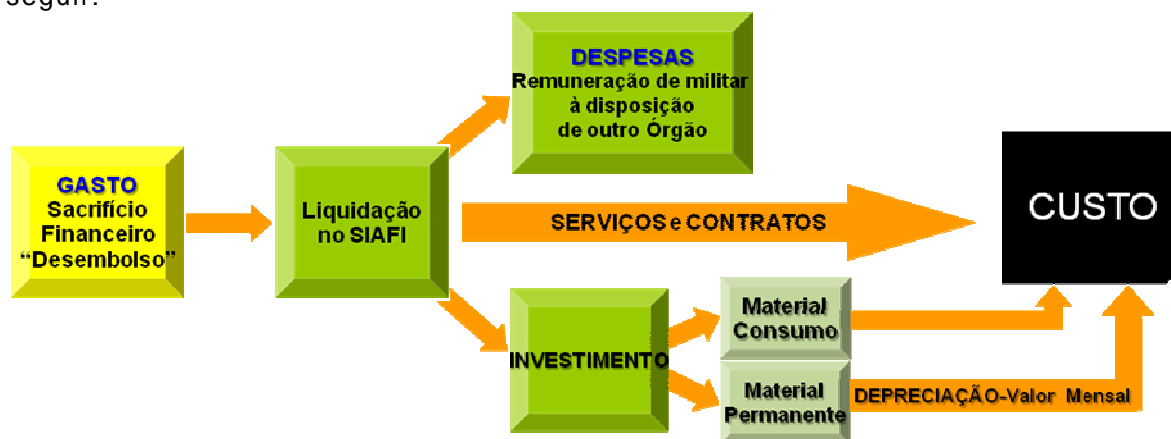 seguir:
DESPESAS
Remuneração de militar
à disposição
de outro Órgão
GASTO
Sacrifício
Financeiro
“Desembolso”
Liquidação
no SIAFI
SERVIÇOS e CONTRATOS
CUSTO
INVESTIMENTO
Material
Consumo
Material
Permanente
DEPRECIAÇÃO-Valor Mensal